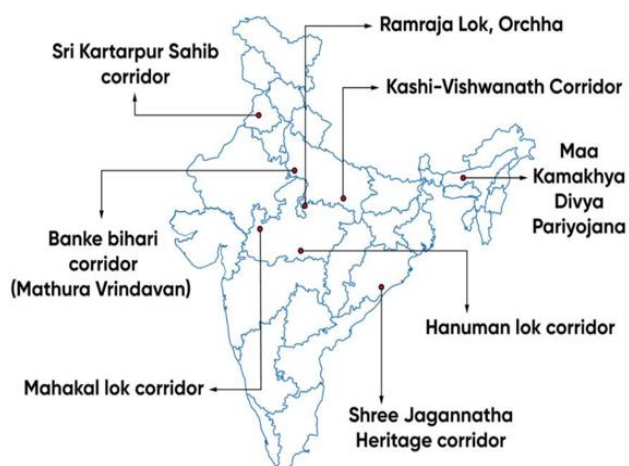 Ramraja Lok, Orchha
Sri Kartarpur Sahib
corridor
Kashi-Vishwanath Corridor
Maa
Kamakhya
Divya
Pariyojana
Banke bihari
corridor
(Mathura Vrindavan)
Hanuman lok corridor
Mahakal lok corridor
Shree Jagannatha
Heritage corridor